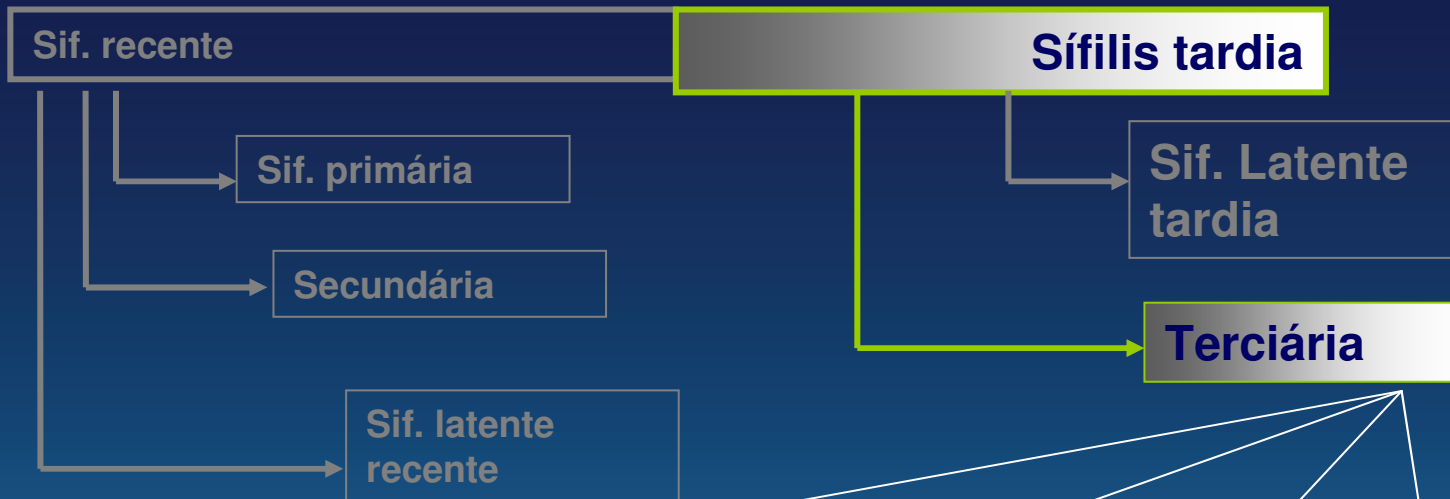 Sif. recente
Sífilis tardia
Sif. primária
Sif. Latente
tardia
Secundária
Terciária
Sif. latente
recente